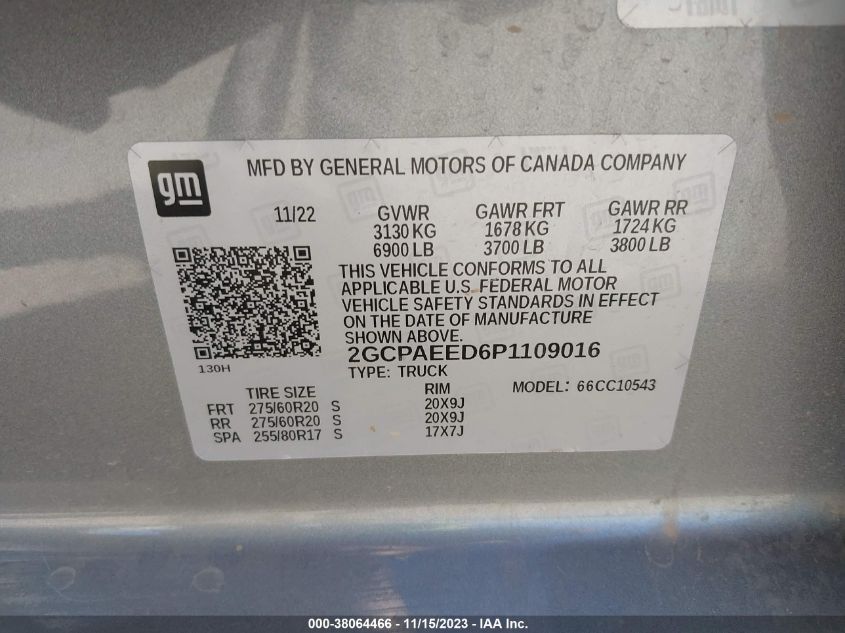 gm
MFD BY GENERAL MOTORS OF CANADA COMPANY
11/22 GVWR GAWR FRT GAWR RR
3130 KG 1678 KG 1724 KG
6900 LB 3700 LB 3800 LB
THIS VEHICLE CONFORMS TO ALL
APPLICABLE U.S. FEDERAL MOTOR
VEHICLE SAFETY STANDARDS IN EFFECT
ON THE DATE OF MANUFACTURE
SHOWN ABOVE.
2GCPAEED6P1109016
130H
TYPE: TRUCK
TIRE SIZE RIM MODEL: 66CC10543
FRT 275/60R20 S 20X9J
RR 275/60R20 S 20X9J
SPA 255/80R17 S 17X7J
000-38064466 - 11/15/2023 - IAA Inc.